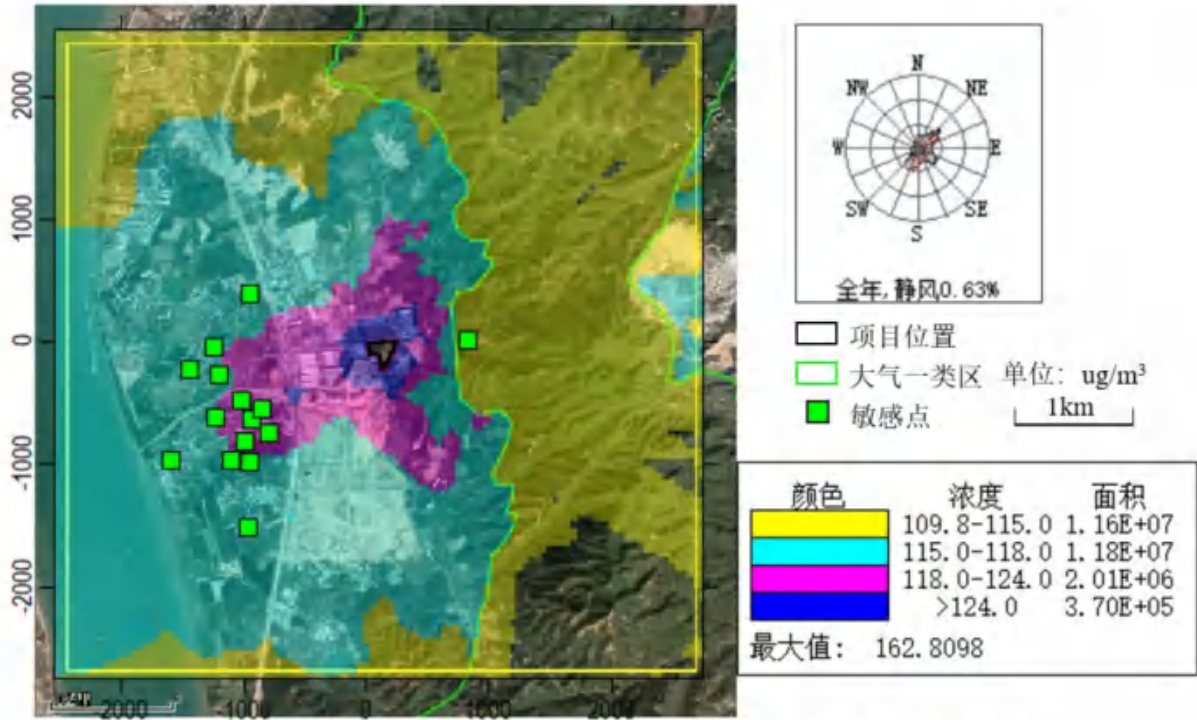 2000
1000
0
-1000
-2000
-2000
-1000
0
1000
2000
N
NW
NE
W
E
SW
SE
S
全年,静风0.63%
项目位置
大气一类区 单位: ug/m³
敏感点
1km
颜色 浓度 面积
109.8-115.0 1.16E+07
115.0-118.0 1.18E+07
118.0-124.0 2.01E+06
>124.0 3.70E+05
最大值: 162.8098